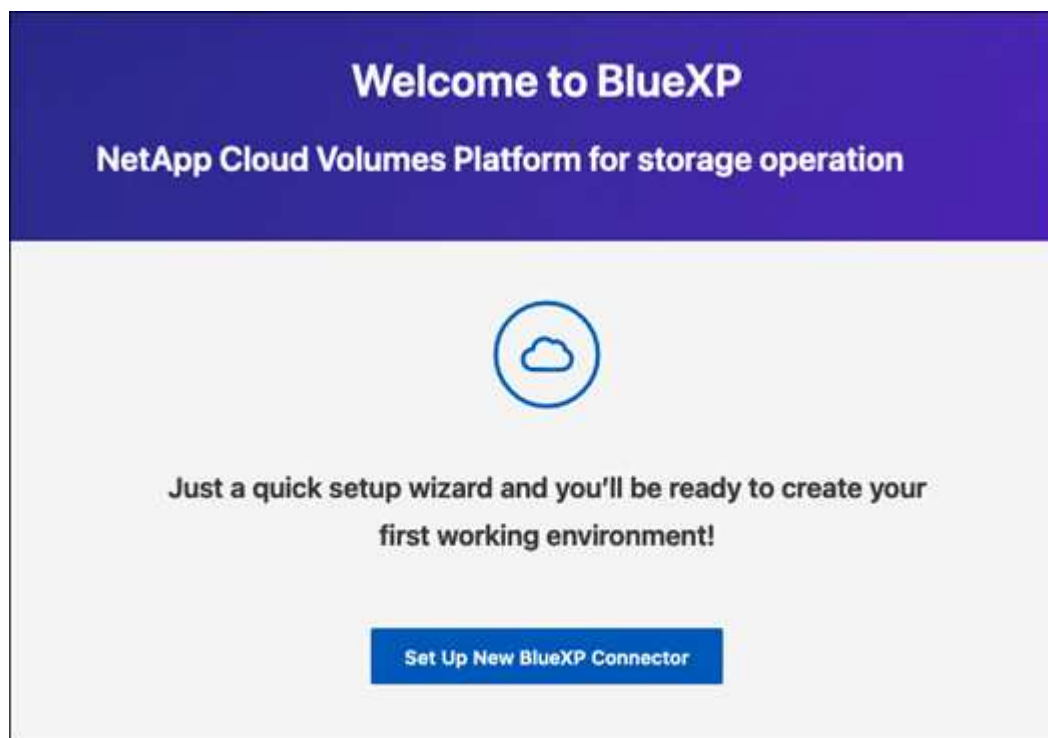 Welcome to BlueXP
NetApp Cloud Volumes Platform for storage operation
Just a quick setup wizard and you’ll be ready to create your
first working environment!
Set Up New BlueXP Connector